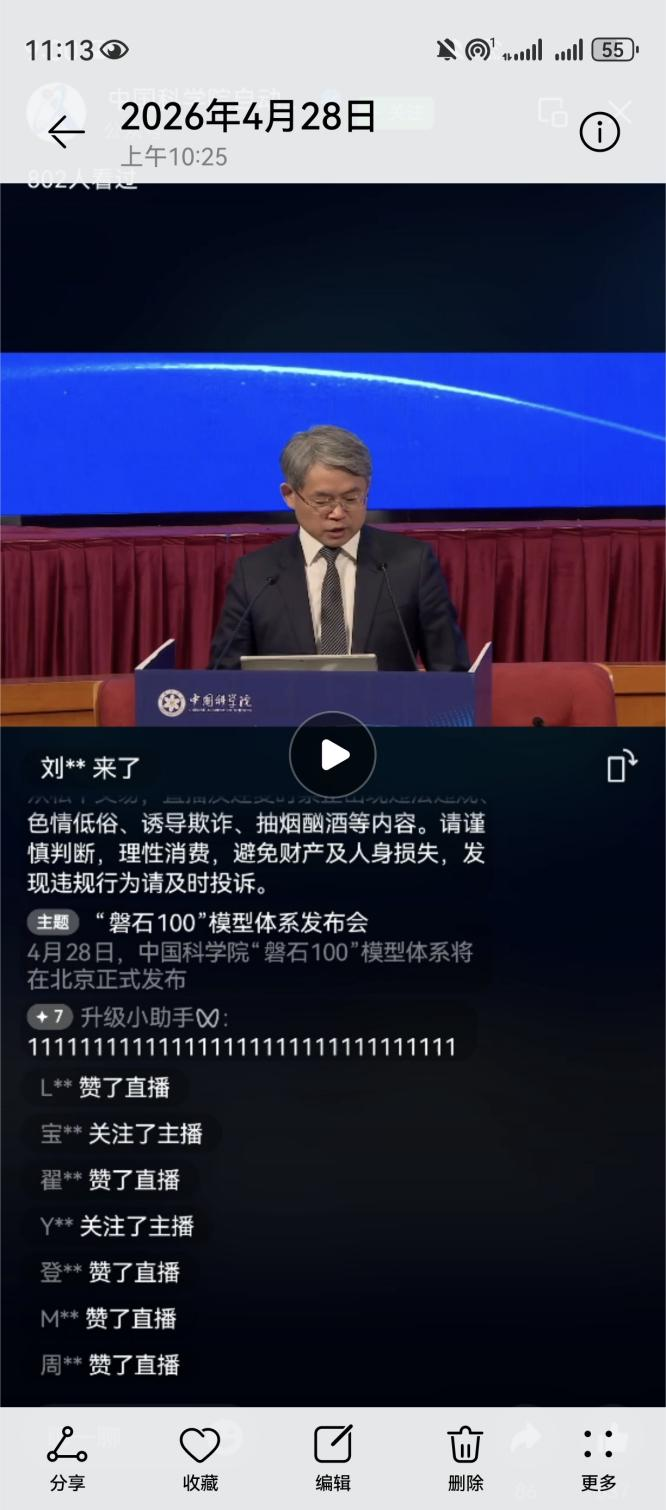 11:13
55
2026年4月28日
上午10:25
802人看过
中国科学院
刘** 来了
色情低俗、诱导欺诈、抽烟酗酒等内容。请谨
慎判断，理性消费，避免财产及人身损失，发
现违规行为请及时投诉。
主题 “磐石100”模型体系发布会
4月28日，中国科学院“磐石100”模型体系将
在北京正式发布
7 升级小助手:
111111111111111111111111111111111
L** 赞了直播
宝** 关注了主播
翟** 赞了直播
Y** 关注了主播
登** 赞了直播
M** 赞了直播
周** 赞了直播
分享 收藏 编辑 删除 更多